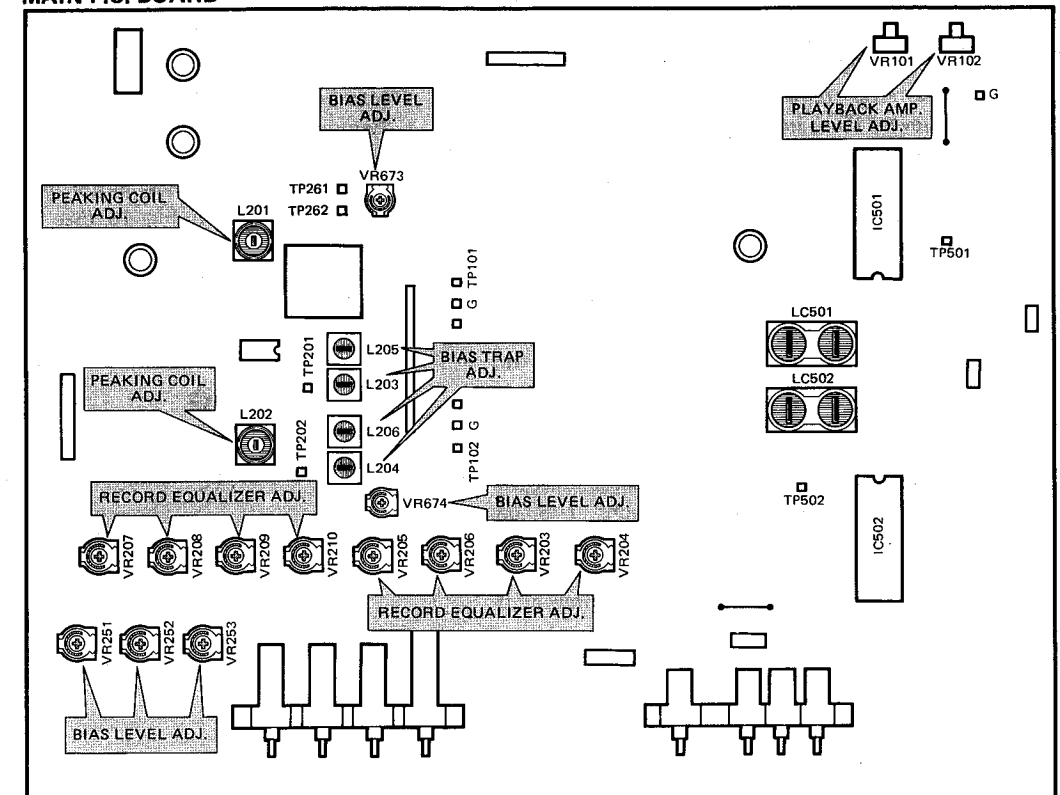 VR101 VR102
BIAS LEVEL
ADJ.
PLAYBACK AMP.
LEVEL ADJ.
G
VR673
TP261
TP262
PEAKING COIL
ADJ.
L201
IC501
TP501
TP101
G
LC501
L205
BIAS TRAP
ADJ.
TP201
L203
PEAKING COIL
ADJ.
LC502
L202
L206
G
TP202
L204
TP102
RECORD EQUALIZER ADJ.
VR674
BIAS LEVEL ADJ.
TP502
IC502
VR207
VR208
VR209
VR210
VR205
VR206
VR203
VR204
RECORD EQUALIZER ADJ.
VR251
VR252
VR253
BIAS LEVEL ADJ.